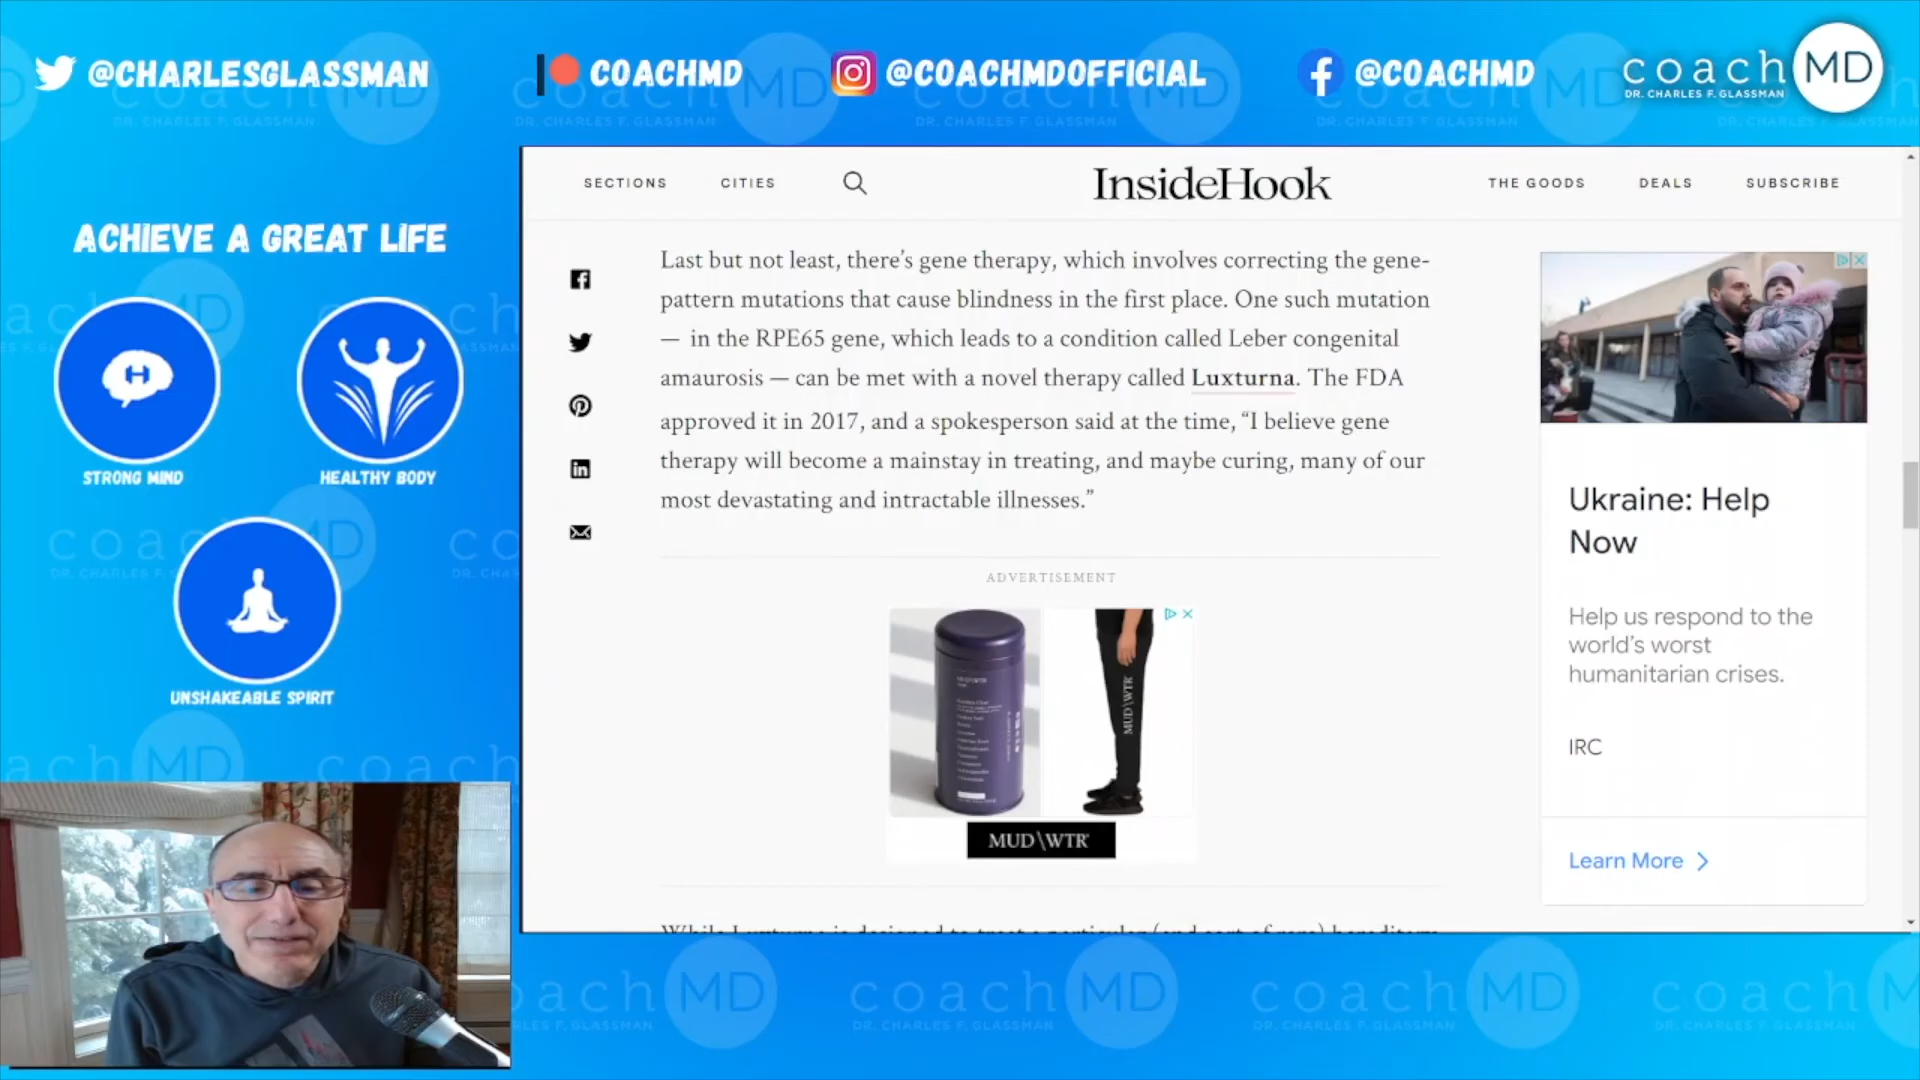 @CHARLESGLASSMAN
COACHMD
@COACHMDOFFICIAL
@COACHMD
coach MD
DR. CHARLES F. GLASSMAN
ACHIEVE A GREAT LIFE
STRONG MIND
HEALTHY BODY
UNSHAKEABLE SPIRIT
SECTIONS
CITIES
InsideHook
THE GOODS
DEALS
SUBSCRIBE
Last but not least, there’s gene therapy, which involves correcting the gene-
pattern mutations that cause blindness in the first place. One such mutation
— in the RPE65 gene, which leads to a condition called Leber congenital
amaurosis — can be met with a novel therapy called Luxturna. The FDA
approved it in 2017, and a spokesperson said at the time, “I believe gene
therapy will become a mainstay in treating, and maybe curing, many of our
most devastating and intractable illnesses.”
ADVERTISEMENT
MUD\WTR
MUD\WTR
Ukraine: Help
Now
Help us respond to the
world’s worst
humanitarian crises.
IRC
Learn More